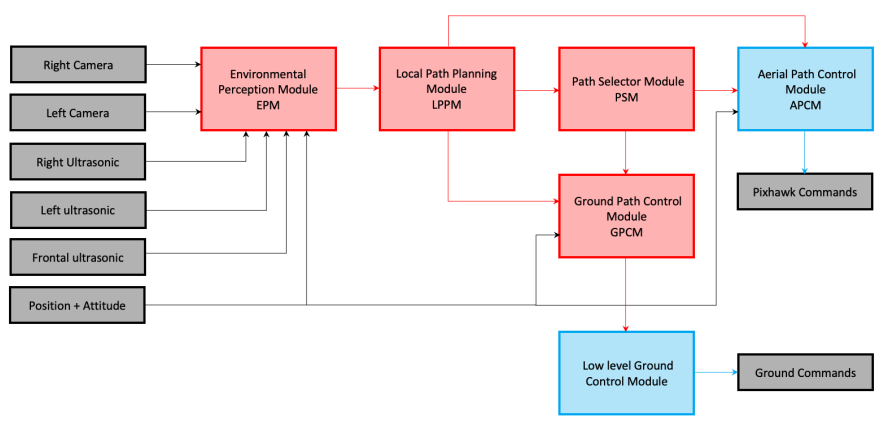 Right Camera
Left Camera
Right Ultrasonic
Left ultrasonic
Frontal ultrasonic
Position + Attitude
Environmental
Perception Module
EPM
Local Path Planning
Module
LPPM
Path Selector Module
PSM
Aerial Path Control
Module
APCM
Pixhawk Commands
Ground Path Control
Module
GPCM
Low level Ground
Control Module
Ground Commands